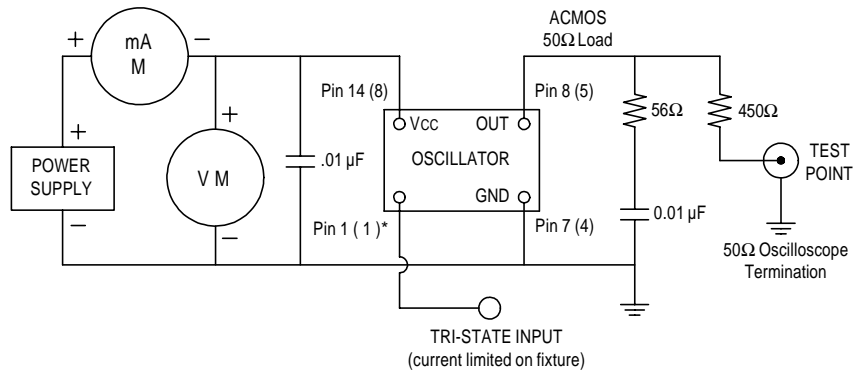 mA
M
+
−
ACMOS
50Ω Load
Pin 14 (8)
Pin 8 (5)
+
+
POWER
SUPPLY
V M
.01 µF
VCC
OUT
OSCILLATOR
GND
56Ω
450Ω
TEST
POINT
−
−
Pin 1 ( 1 )*
Pin 7 (4)
0.01 µF
50Ω Oscilloscope
Termination
TRI-STATE INPUT
(current limited on fixture)